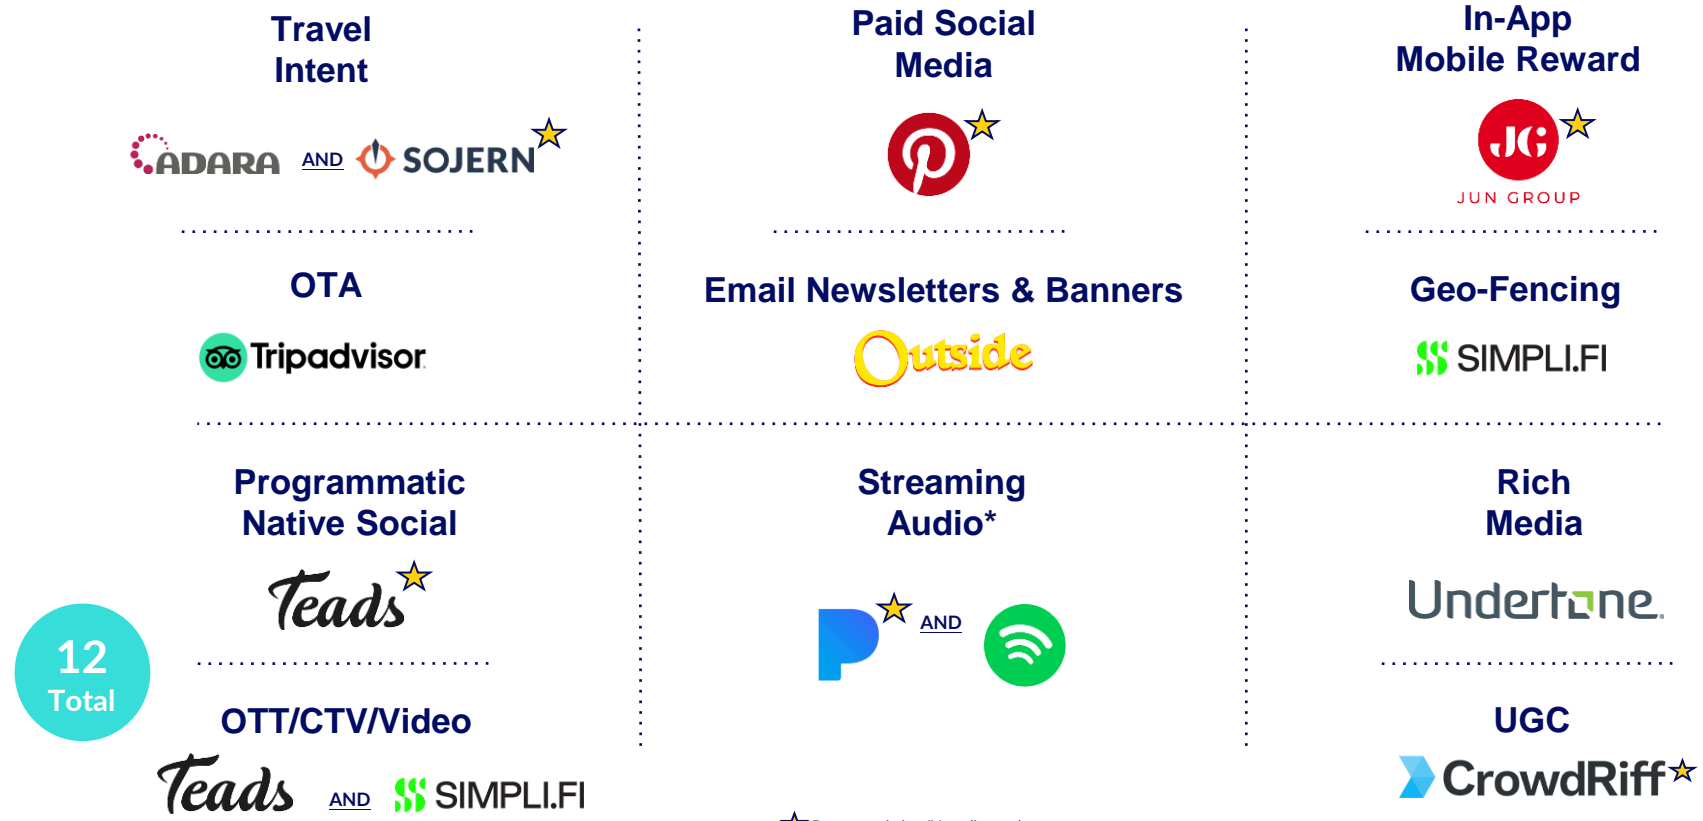 Travel
Intent
ADARA AND SOJERN
OTA
Tripadvisor
Paid Social
Media
Email Newsletters & Banners
Outside
In-App
Mobile Reward
JG
JUN GROUP
Geo-Fencing
SIMPLI.FI
Programmatic
Native Social
Teads
12
Total
OTT/CTV/Video
Teads AND SIMPLI.FI
Streaming
Audio*
AND
Rich
Media
Undertone.
UGC
CrowdRiff